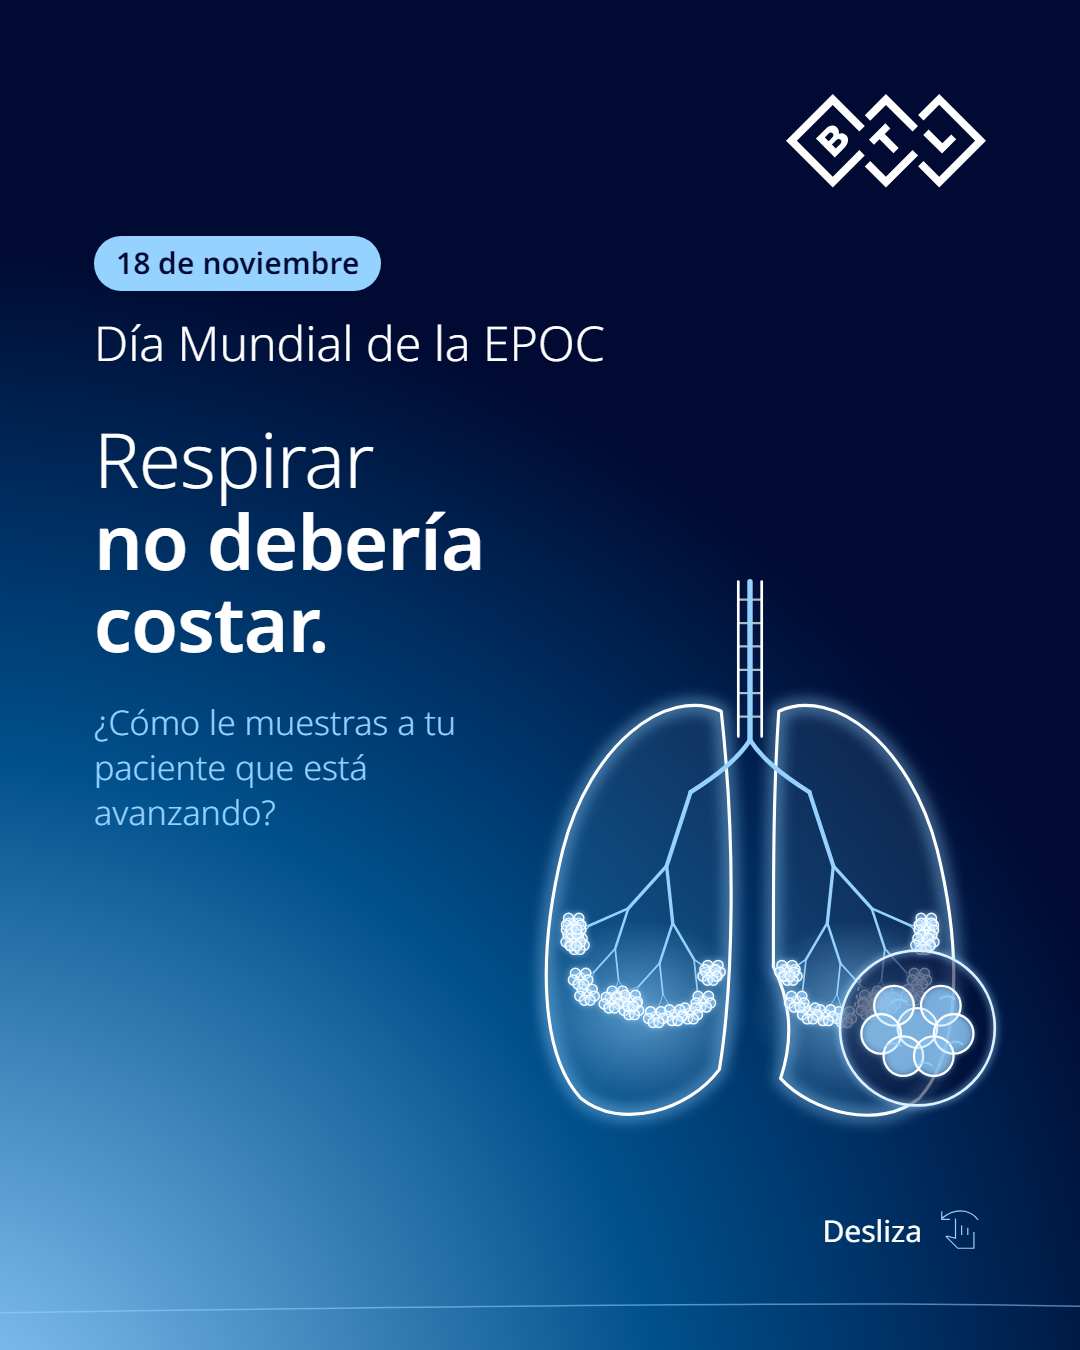 BTL
18 de noviembre
Día Mundial de la EPOC
Respirar
no debería
costar.
¿Cómo le muestras a tu
paciente que está
avanzando?
Desliza